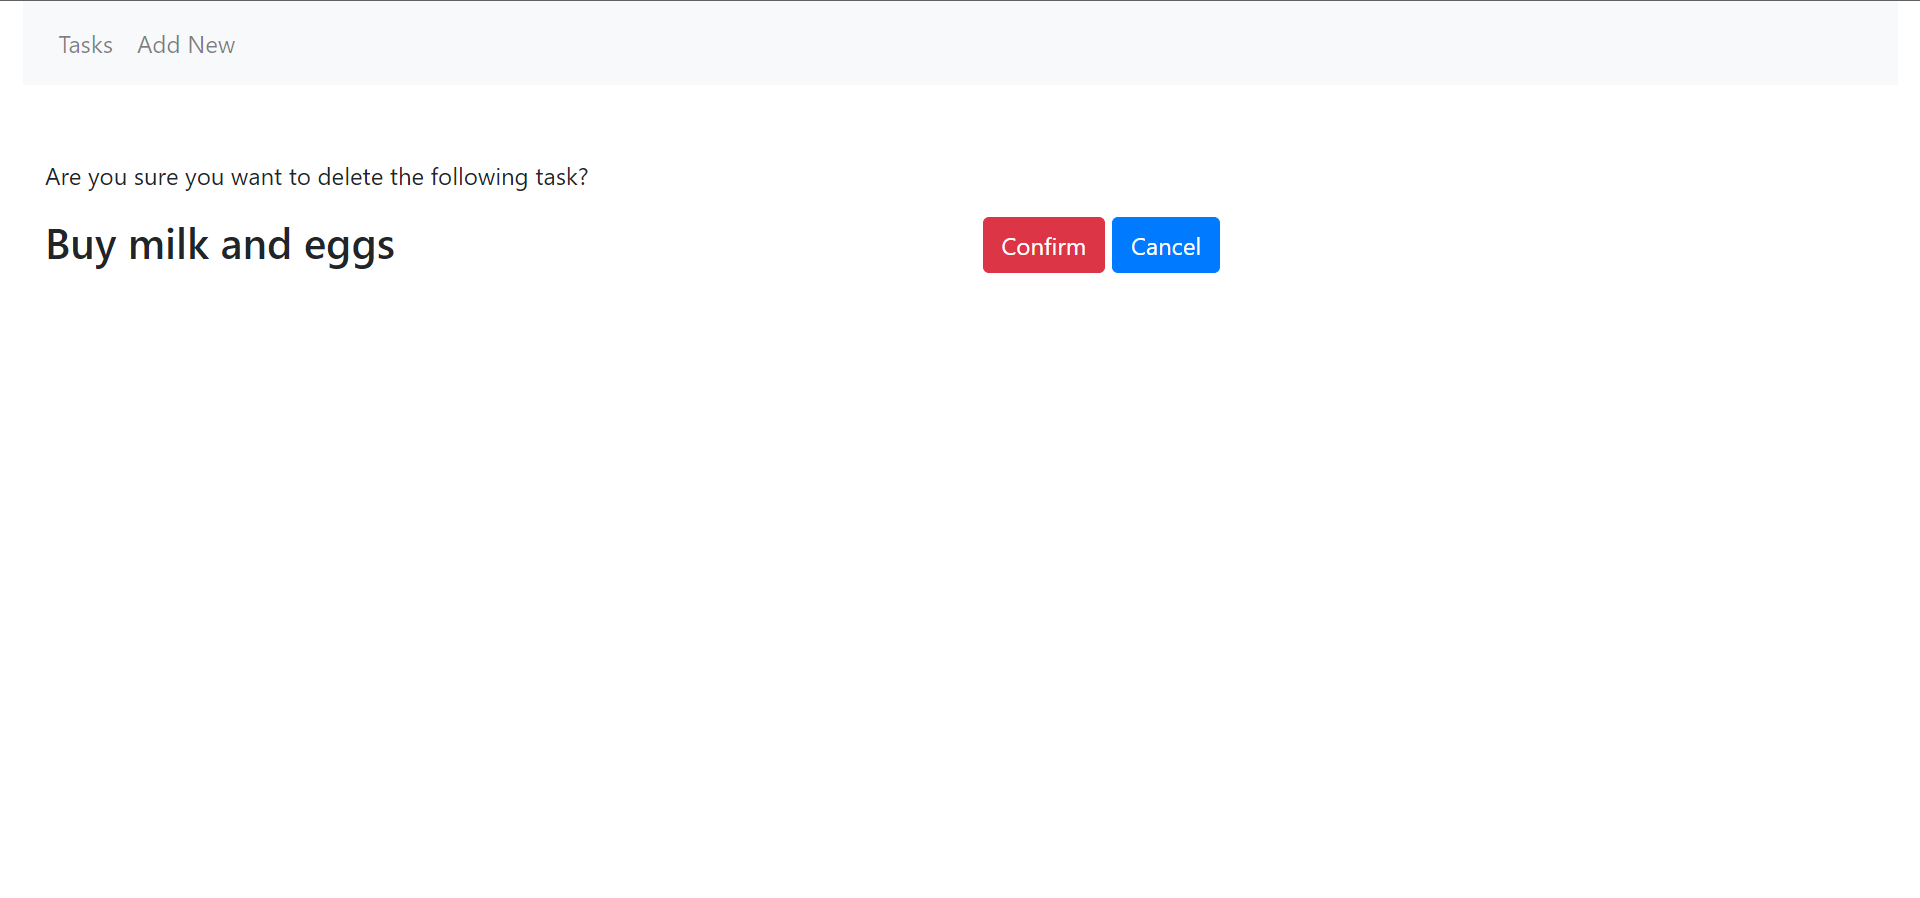 Tasks Add New
Are you sure you want to delete the following task?
Buy milk and eggs Confirm Cancel